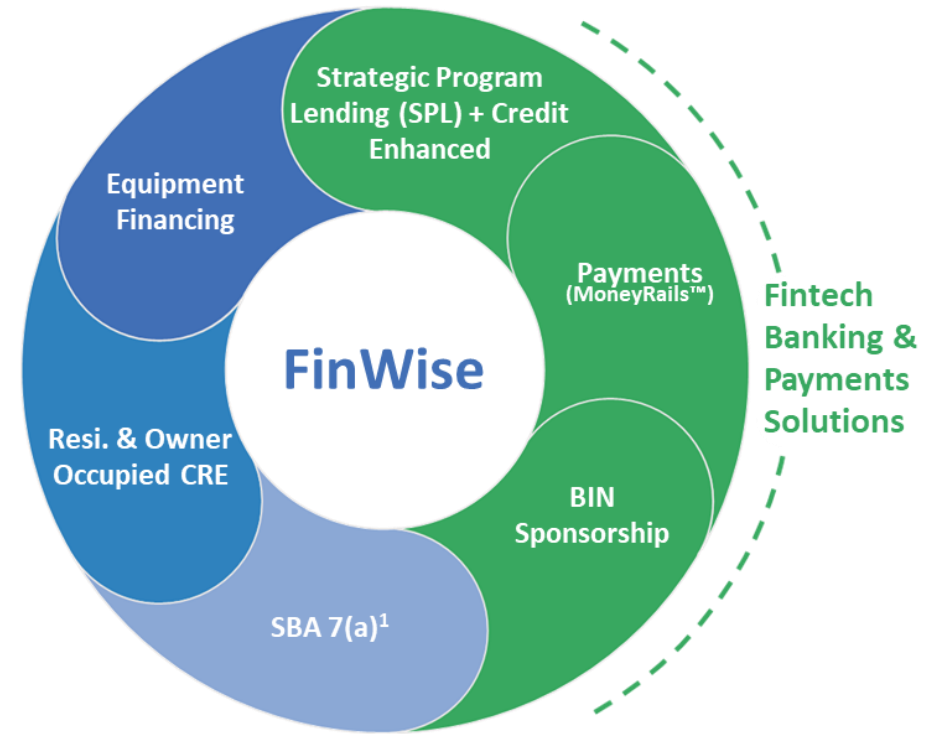 Strategic Program
Lending (SPL) + Credit
Enhanced
Equipment
Financing
Payments
(MoneyRails™)
Fintech
Banking &
Payments
Solutions
FinWise
Resi. & Owner
Occupied CRE
BIN
Sponsorship
SBA 7(a)¹